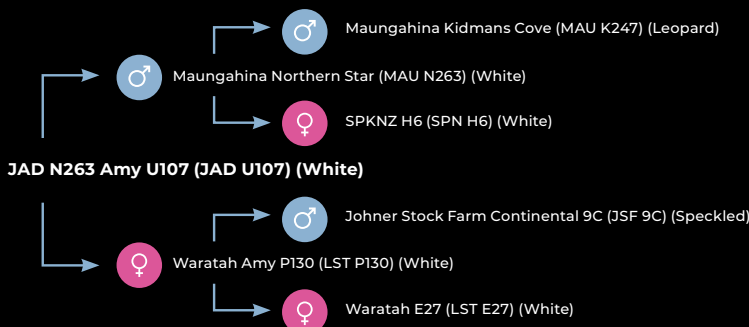 Maungahina Kidmans Cove (MAU K247) (Leopard)
Maungahina Northern Star (MAU N263) (White)
SPKNZ H6 (SPN H6) (White)
JAD N263 Amy U107 (JAD U107) (White)
Johner Stock Farm Continental 9C (JSF 9C) (Speckled)
Waratah Amy P130 (LST P130) (White)
Waratah E27 (LST E27) (White)